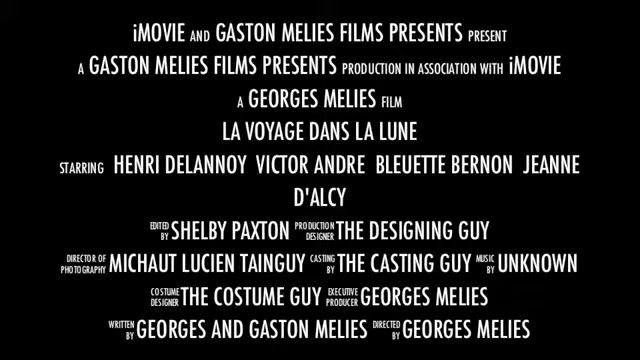 iMOVIE AND GASTON MELIES FILMS PRESENTS PRESENT
A GASTON MELIES FILMS PRESENTS PRODUCTION IN ASSOCIATION WITH iMOVIE
A GEORGES MELIES FILM
LA VOYAGE DANS LA LUNE
STARRING HENRI DELANNOY VICTOR ANDRE BLEUETTE BERNON JEANNE
D'ALCY
EDITED BY SHELBY PAXTON PRODUCTION DESIGNER THE DESIGNING GUY
DIRECTOR OF PHOTOGRAPHY MICHAUT LUCIEN TAINGUY CASTING BY THE CASTING GUY MUSIC BY UNKNOWN
COSTUME DESIGNER THE COSTUME GUY EXECUTIVE PRODUCER GEORGES MELIES
WRITTEN BY GEORGES AND GASTON MELIES DIRECTED BY GEORGES MELIES